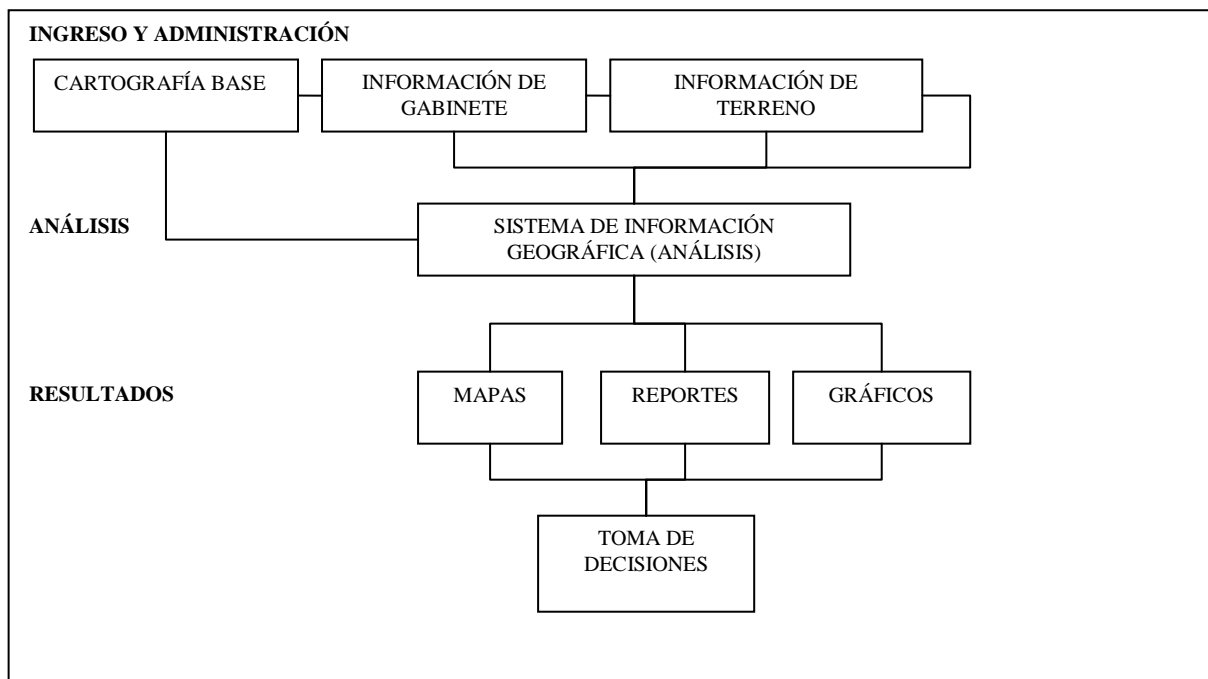 INGRESO Y ADMINISTRACIÓN
CARTOGRAFÍA BASE
INFORMACIÓN DE
GABINETE
INFORMACIÓN DE
TERRENO
ANÁLISIS
SISTEMA DE INFORMACIÓN
GEOGRÁFICA (ANÁLISIS)
RESULTADOS
MAPAS
REPORTES
GRÁFICOS
TOMA DE
DECISIONES